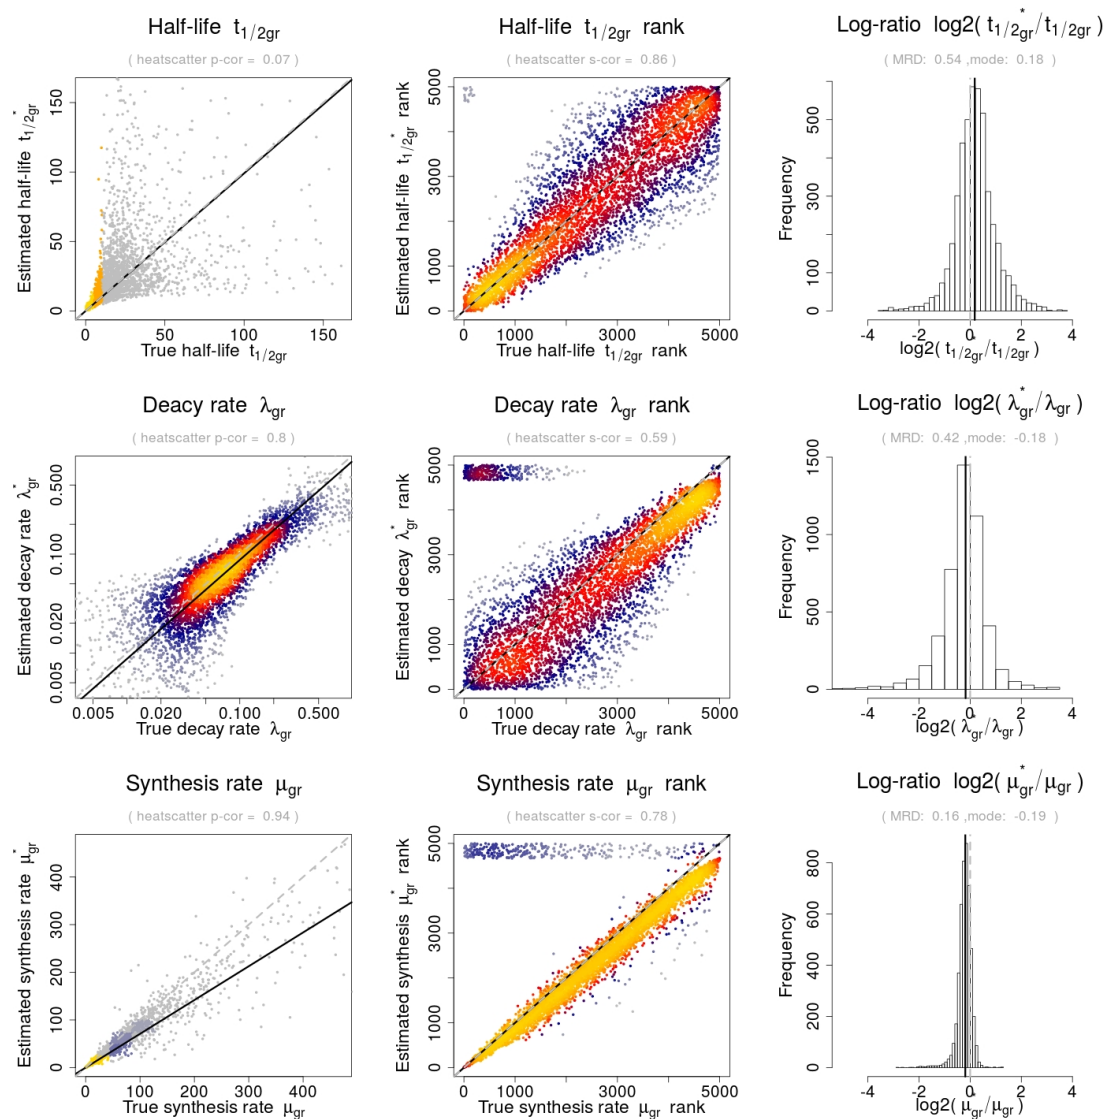 Half-life t1/2gr
( heatscatter p-cor = 0.07 )
Estimated half-life t*1/2gr
0 50 100 150
0 50 100 150
True half-life t1/2gr
Half-life t1/2gr rank
( heatscatter s-cor = 0.86 )
Estimated half-life t*1/2gr rank
0 1000 3000 5000
0 1000 3000 5000
True half-life t1/2gr rank
Log-ratio log2( t*1/2gr/t1/2gr )
( MRD: 0.54 ,mode: 0.18 )
Frequency
0 100 300 500
-4 -2 0 2 4
log2( t1/2gr/t1/2gr )
Deacy rate λgr
( heatscatter p-cor = 0.8 )
Estimated decay rate λ*gr
0.005 0.020 0.100 0.500
0.005 0.020 0.100 0.500
True decay rate λgr
Decay rate λgr rank
( heatscatter s-cor = 0.59 )
Estimated decay λ*gr rank
0 1000 3000 5000
0 1000 3000 5000
True decay rate λgr rank
Log-ratio log2( λ*gr/λgr )
( MRD: 0.42 ,mode: -0.18 )
Frequency
0 500 1000 1500
-4 -2 0 2 4
log2( λgr/λgr )
Synthesis rate μgr
( heatscatter p-cor = 0.94 )
Estimated synthesis rate μ*gr
0 100 200 300 400
0 100 200 300 400
True synthesis rate μgr
Synthesis rate μgr rank
( heatscatter s-cor = 0.78 )
Estimated synthesis rate μ*gr rank
0 1000 3000 5000
0 1000 3000 5000
True synthesis rate μgr rank
Log-ratio log2( μ*gr/μgr )
( MRD: 0.16 ,mode: -0.19 )
Frequency
0 200 400 600 800
-4 -2 0 2 4
log2( μgr/μgr )